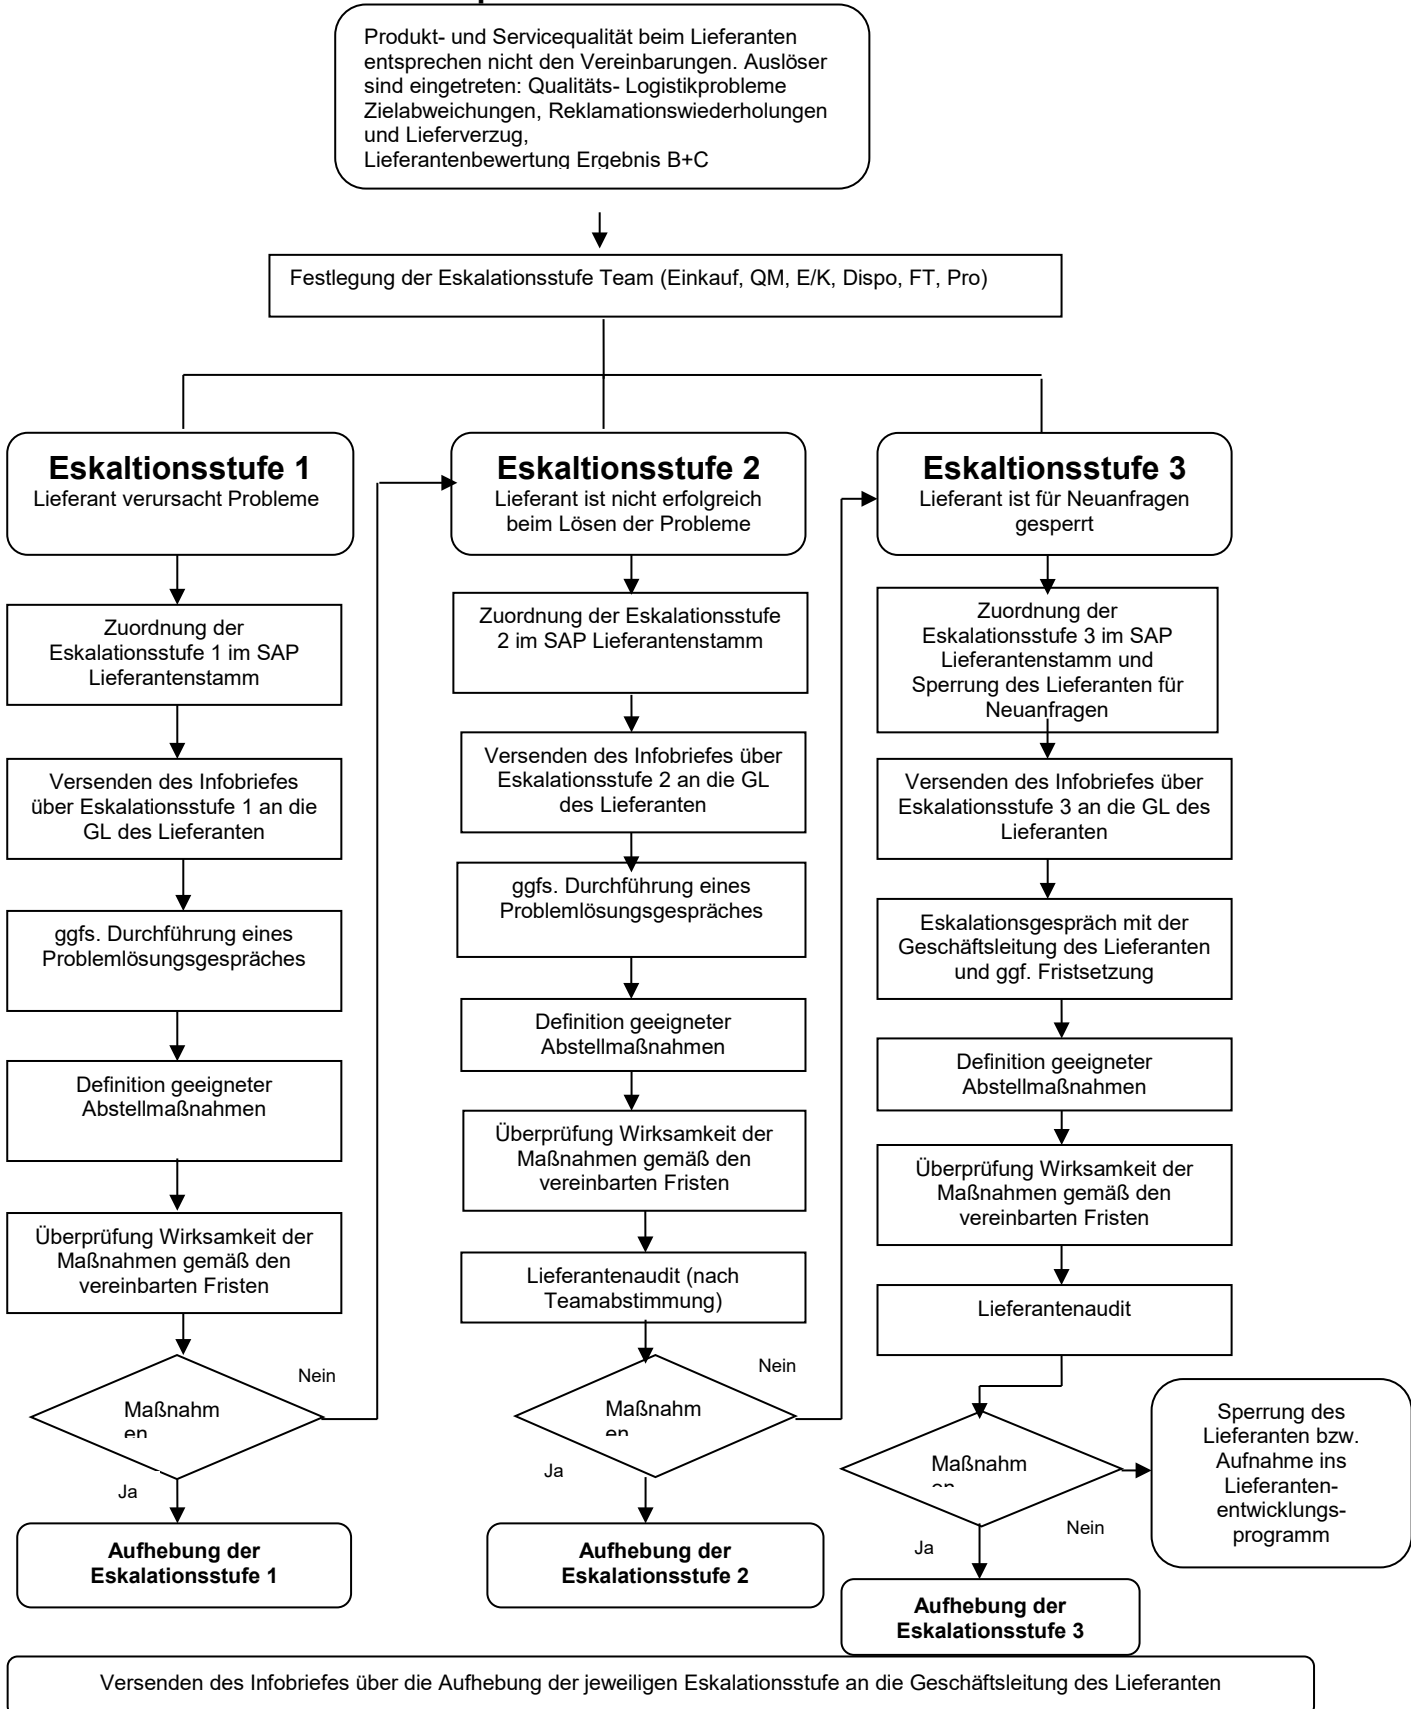 Produkt- und Servicequalität beim Lieferanten
entsprechen nicht den Vereinbarungen. Auslöser
sind eingetreten: Qualitäts- Logistikprobleme
Zielabweichungen, Reklamationswiederholungen
und Lieferverzug,
Lieferantenbewertung Ergebnis B+C
Festlegung der Eskalationsstufe Team (Einkauf, QM, E/K, Dispo, FT, Pro)
Eskaltionsstufe 1
Lieferant verursacht Probleme
Zuordnung der
Eskalationsstufe 1 im SAP
Lieferantenstamm
Versenden des Infobriefes
über Eskalationsstufe 1 an die
GL des Lieferanten
ggfs. Durchführung eines
Problemlösungsgespräches
Definition geeigneter
Abstellmaßnahmen
Überprüfung Wirksamkeit der
Maßnahmen gemäß den
vereinbarten Fristen
Maßnahm
en
Nein
Ja
Aufhebung der
Eskalationsstufe 1
Eskaltionsstufe 2
Lieferant ist nicht erfolgreich
beim Lösen der Probleme
Zuordnung der Eskalationsstufe
2 im SAP Lieferantenstamm
Versenden des Infobriefes über
Eskalationsstufe 2 an die GL
des Lieferanten
ggfs. Durchführung eines
Problemlösungsgespräches
Definition geeigneter
Abstellmaßnahmen
Überprüfung Wirksamkeit der
Maßnahmen gemäß den
vereinbarten Fristen
Lieferantenaudit (nach
Teamabstimmung)
Maßnahm
en
Nein
Ja
Aufhebung der
Eskalationsstufe 2
Eskaltionsstufe 3
Lieferant ist für Neuanfragen
gesperrt
Zuordnung der
Eskalationsstufe 3 im SAP
Lieferantenstamm und
Sperrung des Lieferanten für
Neuanfragen
Versenden des Infobriefes über
Eskalationsstufe 3 an die GL des
Lieferanten
Eskalationsgespräch mit der
Geschäftsleitung des Lieferanten
und ggf. Fristsetzung
Definition geeigneter
Abstellmaßnahmen
Überprüfung Wirksamkeit der
Maßnahmen gemäß den
vereinbarten Fristen
Lieferantenaudit
Maßnahm
en
Nein
Ja
Sperrung des
Lieferanten bzw.
Aufnahme ins
Lieferanten-
entwicklungs-
programm
Aufhebung der
Eskalationsstufe 3
Versenden des Infobriefes über die Aufhebung der jeweiligen Eskalationsstufe an die Geschäftsleitung des Lieferanten